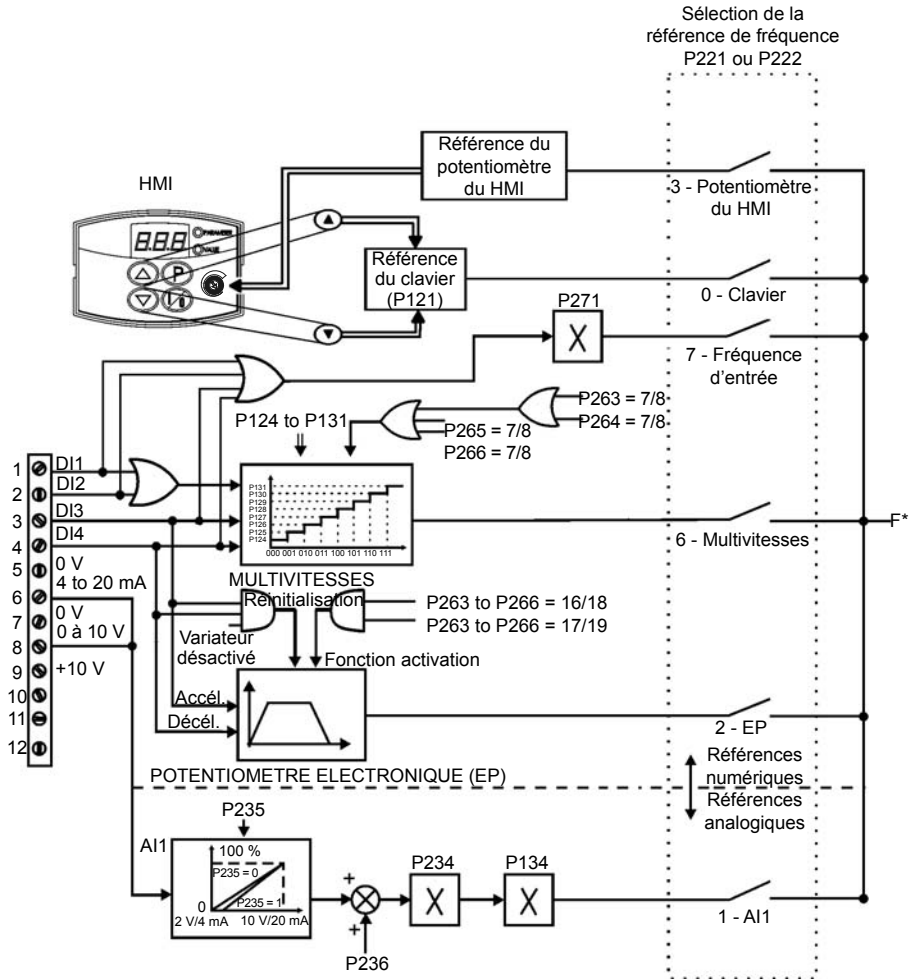 Sélection de la
référence de fréquence
P221 ou P222
Référence du
potentiomètre
du HMI
HMI
3 - Potentiomètre
du HMI
8.8.8
PARAMETER
VALUE
P
Référence
du clavier
(P121)
0 - Clavier
P271
X
7 - Fréquence
d'entrée
P124 to P131
P263 = 7/8
P264 = 7/8
P265 = 7/8
P266 = 7/8
1
DI1
2
DI2
3
DI3
4
DI4
5
0 V
4 to 20 mA
6
7
0 V
0 à 10 V
8
9
+10 V
10
11
12
P131
P130
P129
P128
P127
P126
P125
P124
000 001 010 011 100 101 110 111
6 - Multivitesses
F*
MULTIVITESSES
Reinitialisation
P263 to P266 = 16/18
P263 to P266 = 17/19
Variateur
désactivé
Fonction activation
Accél.
Décél.
2 - EP
POTENTIOMETRE ELECTRONIQUE (EP)
Références
numériques
Références
analogiques
P235
AI1
100 %
P235 = 0
P235 = 1
0
2 V/4 mA
10 V/20 mA
+
+
P236
P234
X
P134
X
1 - AI1